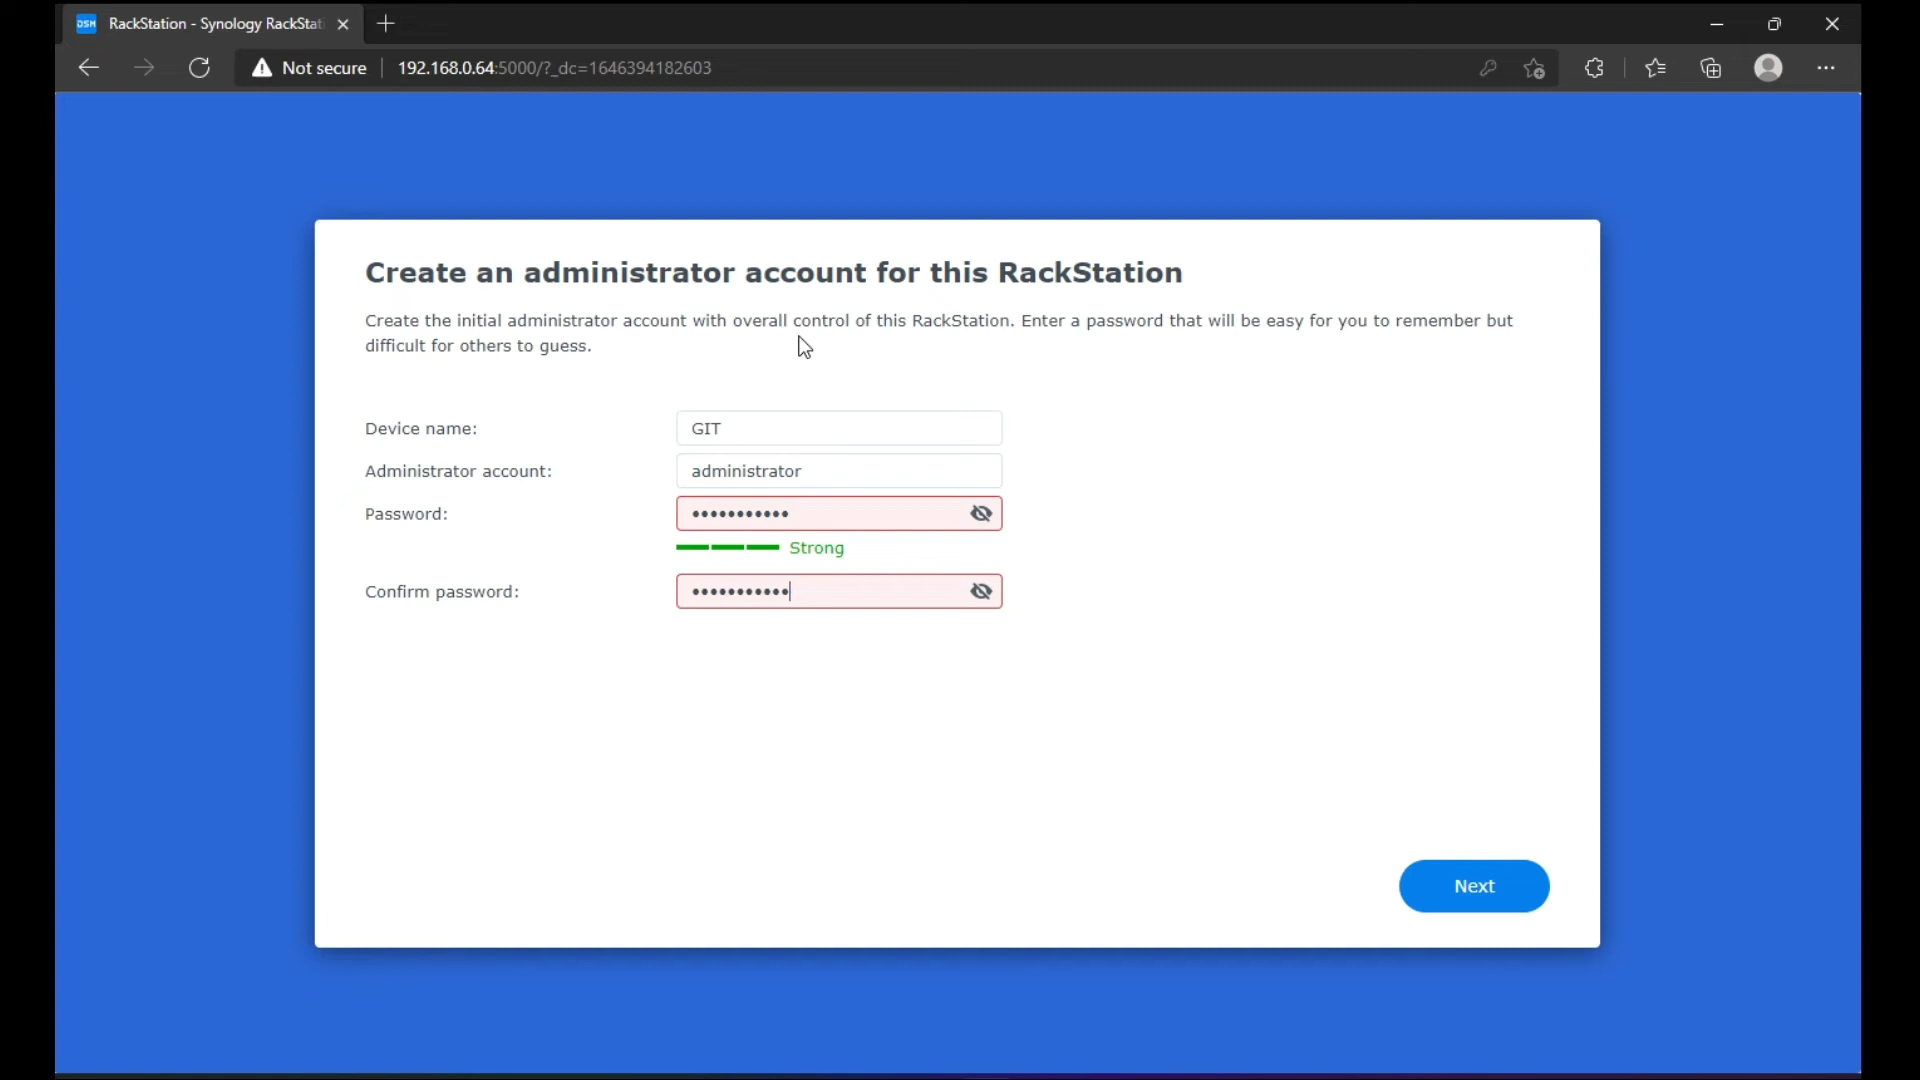 DSM RackStation - Synology RackStati
Not secure 192.168.0.64:5000/?_dc=1646394182603
Create an administrator account for this RackStation
Create the initial administrator account with overall control of this RackStation. Enter a password that will be easy for you to remember but
difficult for others to guess.
Device name: GIT
Administrator account: administrator
Password: •••••••••••
Strong
Confirm password: •••••••••••
Next